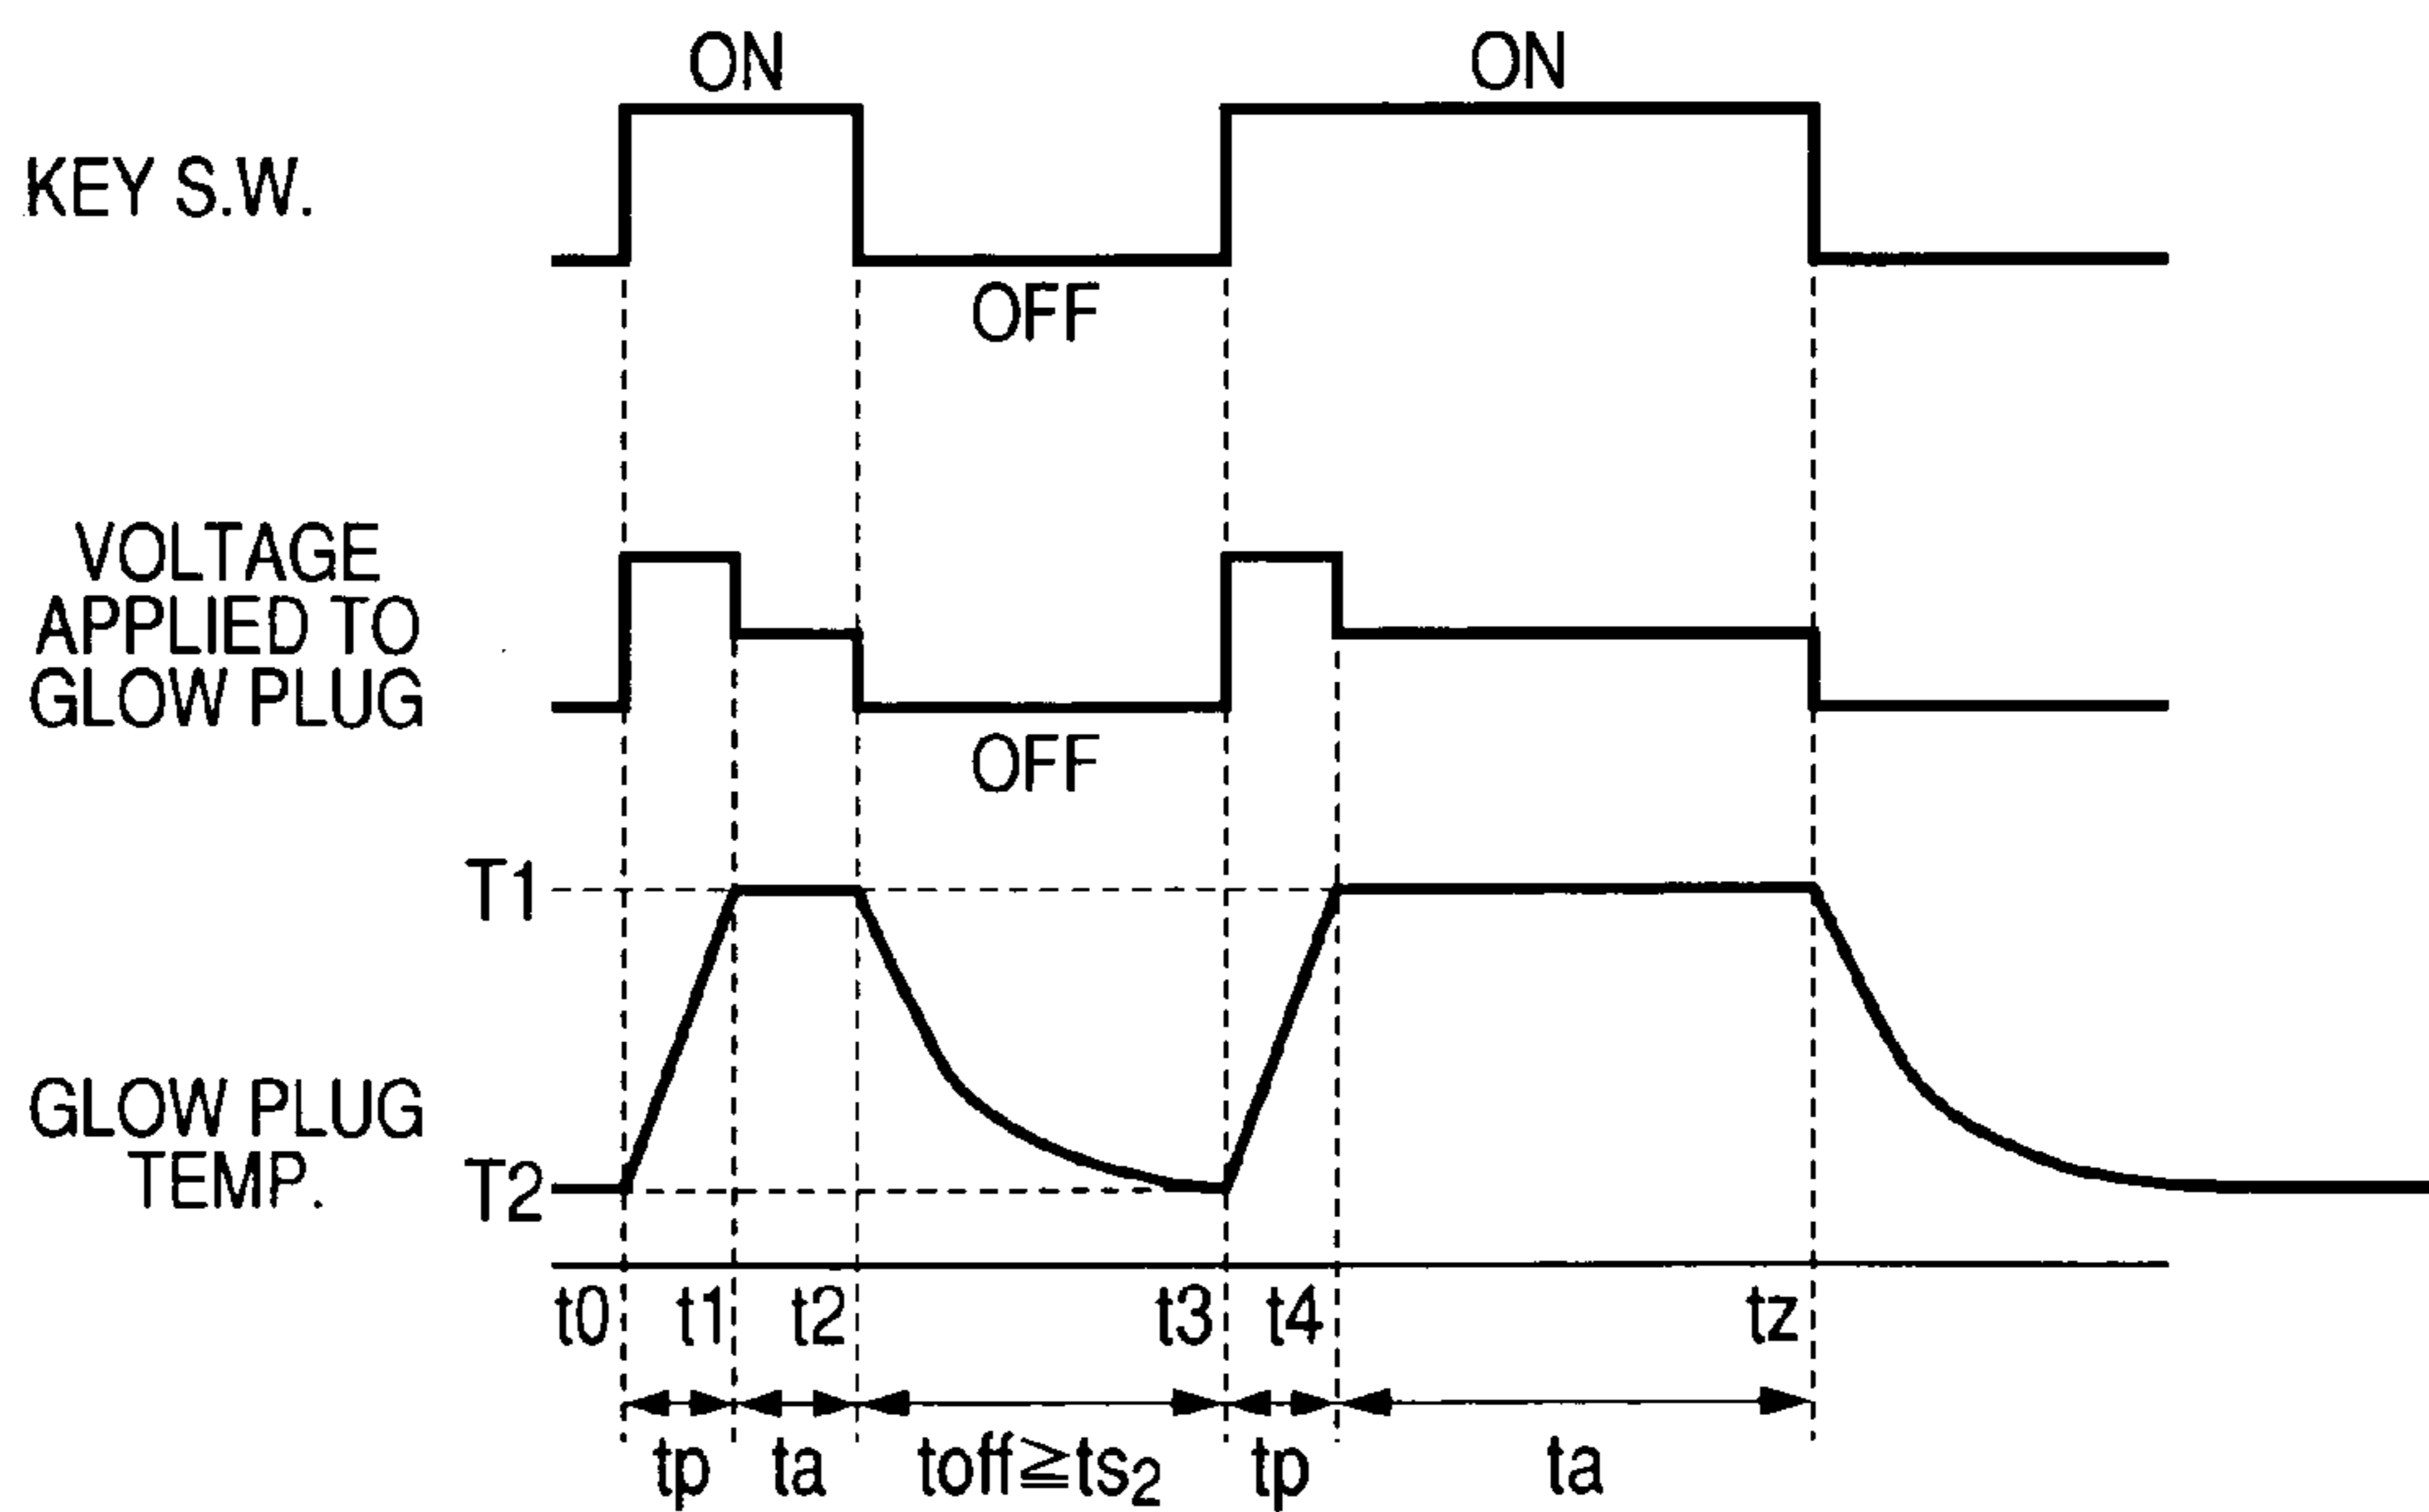 ON ON
KEY S.W.
OFF
VOLTAGE
APPLIED TO
GLOW PLUG
OFF
T1
GLOW PLUG
TEMP.
T2
t0 t1 t2 t3 t4 tz
tp ta toff≧ts₂ tp ta